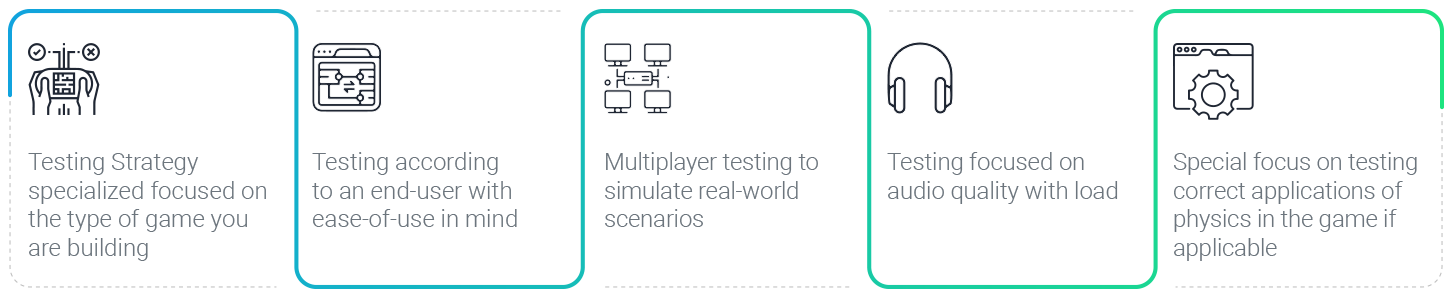 Testing Strategy
specialized focused on
the type of game you
are building
Testing according
to an end-user with
ease-of-use in mind
Multiplayer testing to
simulate real-world
scenarios
Testing focused on
audio quality with load
Special focus on testing
correct applications of
physics in the game if
applicable